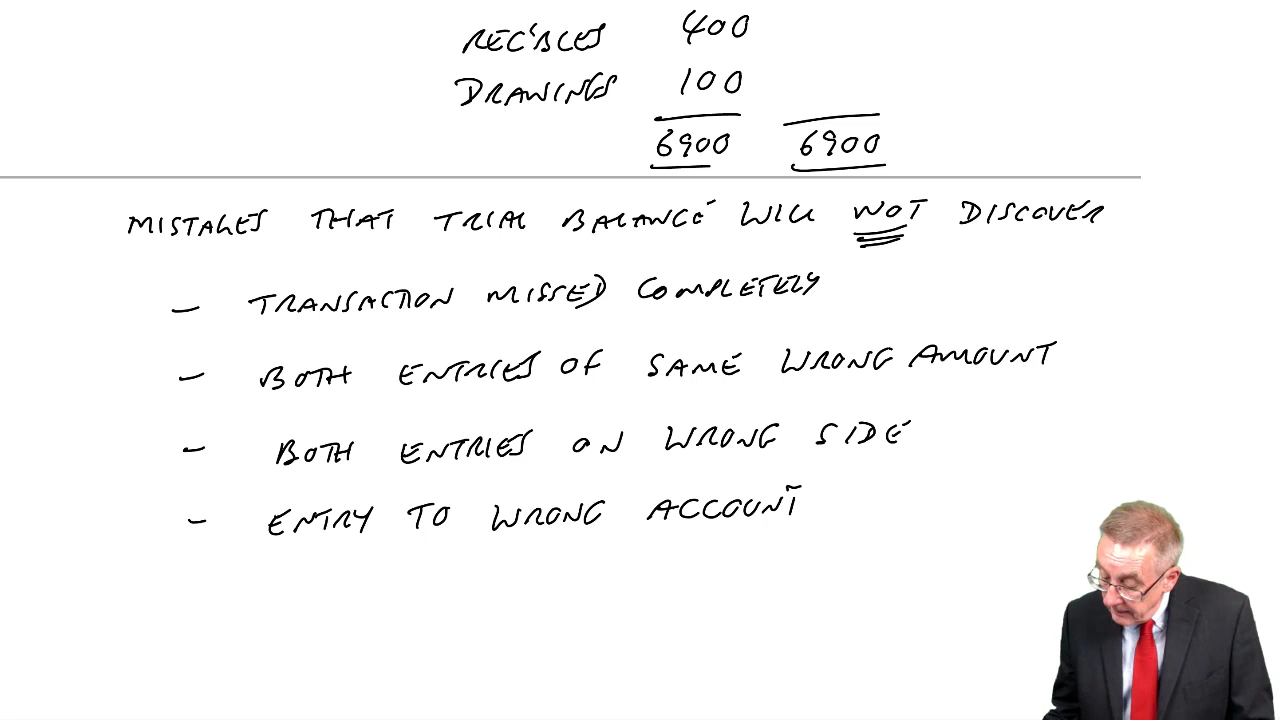 REC'BLES 400
DRAWINGS 100
6900 6900
MISTAKES THAT TRIAL BALANCE WILL NOT DISCOVER
- TRANSACTION MISSED COMPLETELY
- BOTH ENTRIES OF SAME WRONG AMOUNT
- BOTH ENTRIES ON WRONG SIDE
- ENTRY TO WRONG ACCOUNT